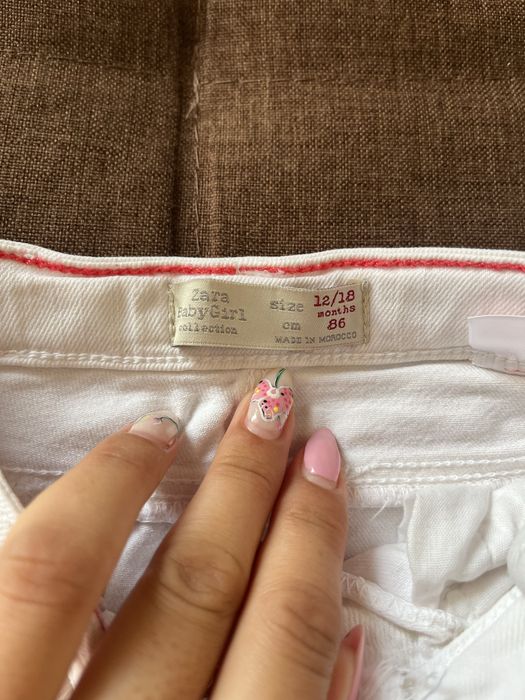 Zara
BabyGirl
collection
size
cm
12/18
months
86
MADE IN MOROCCO